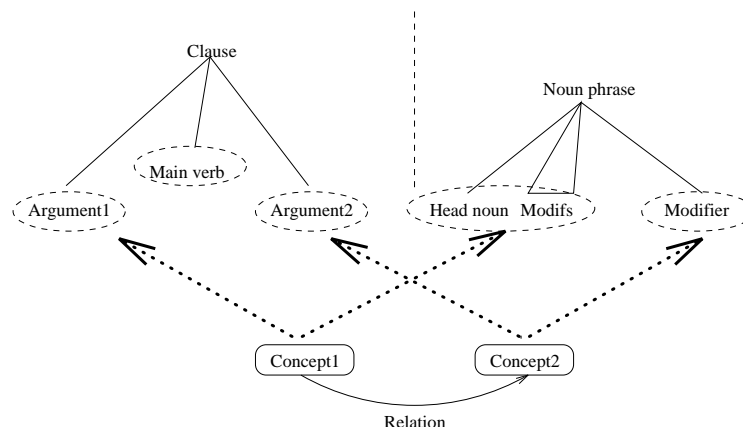 Clause
Noun phrase
Main verb
Argument1
Argument2
Head noun Modifs
Modifier
Concept1
Concept2
Relation